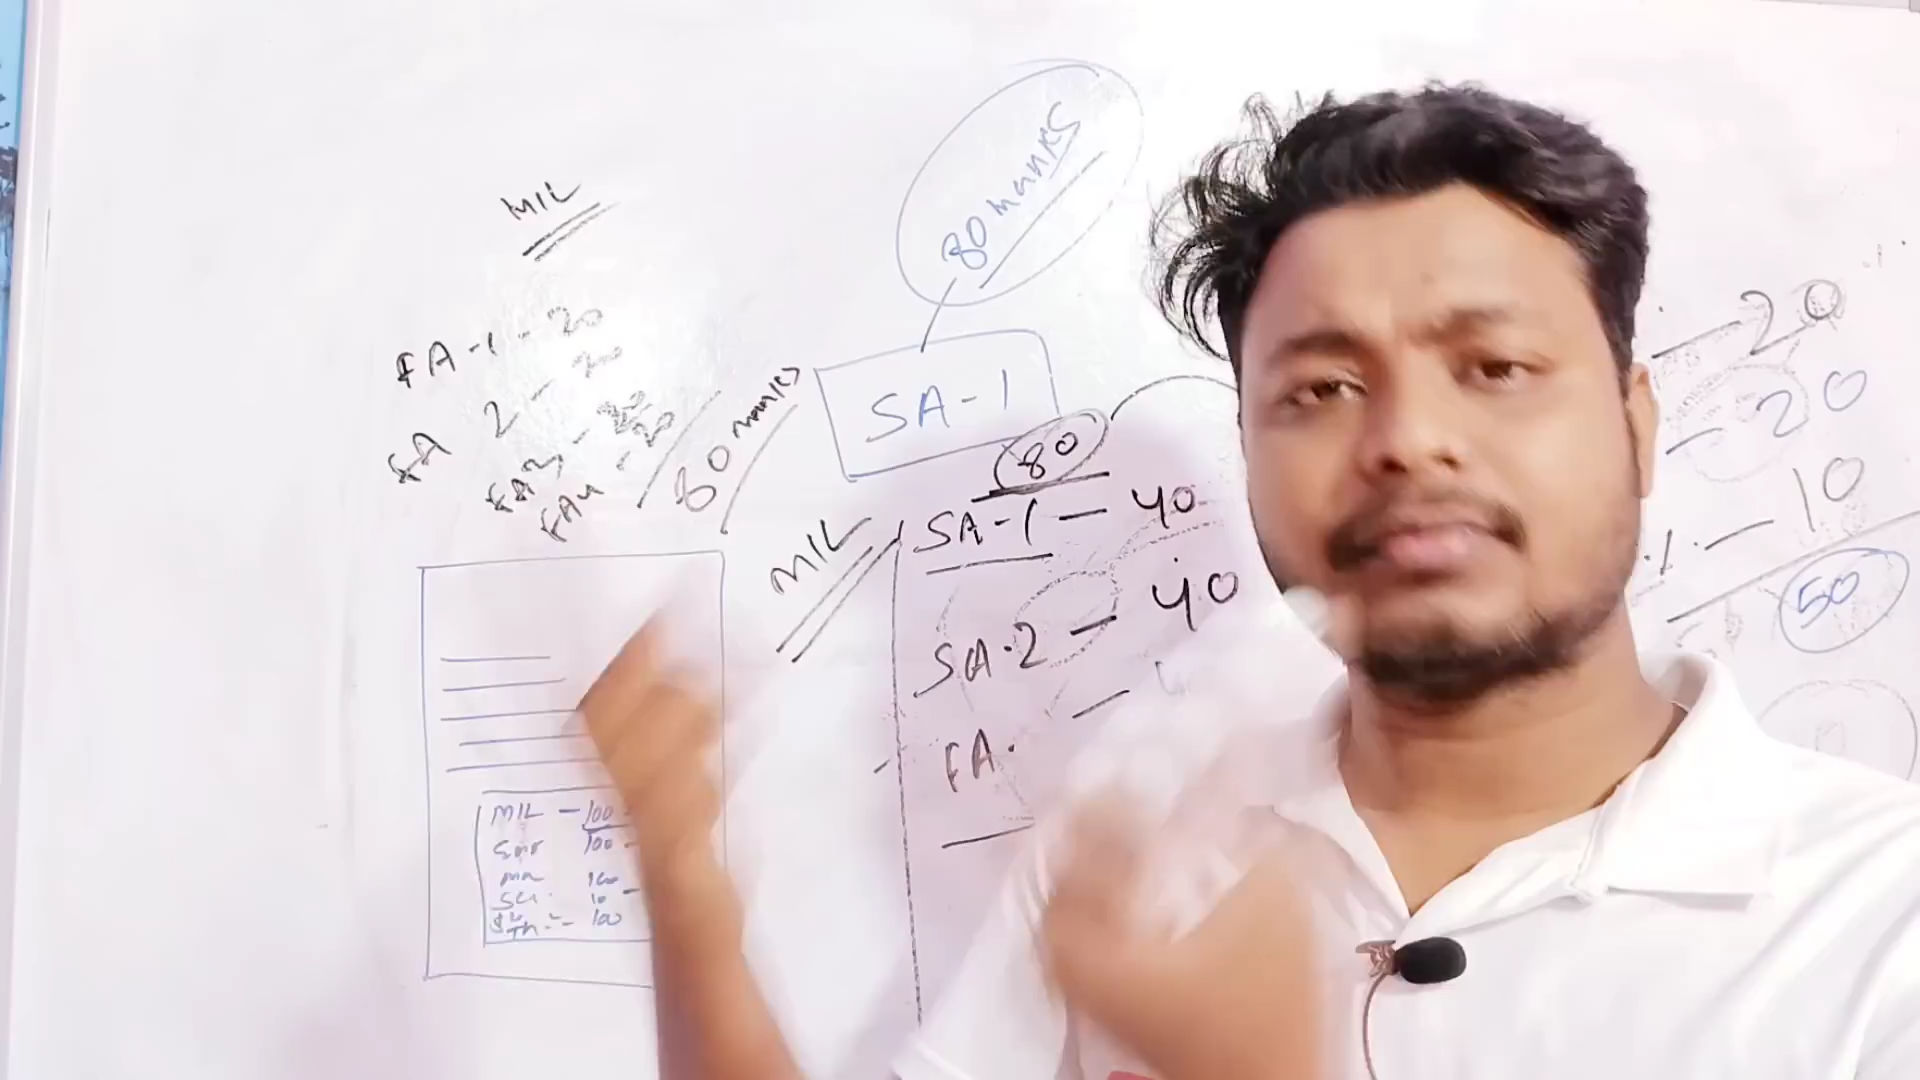 MIL
FA-1-20
FA 2-20
FA3-20
FA4-20
80 marks
80 marks
SA-1
80
MIL
SA-1 — 40
SA-2 — 40
FA. —
20
- 20
- 10
50
MIL - 100
100
100
100